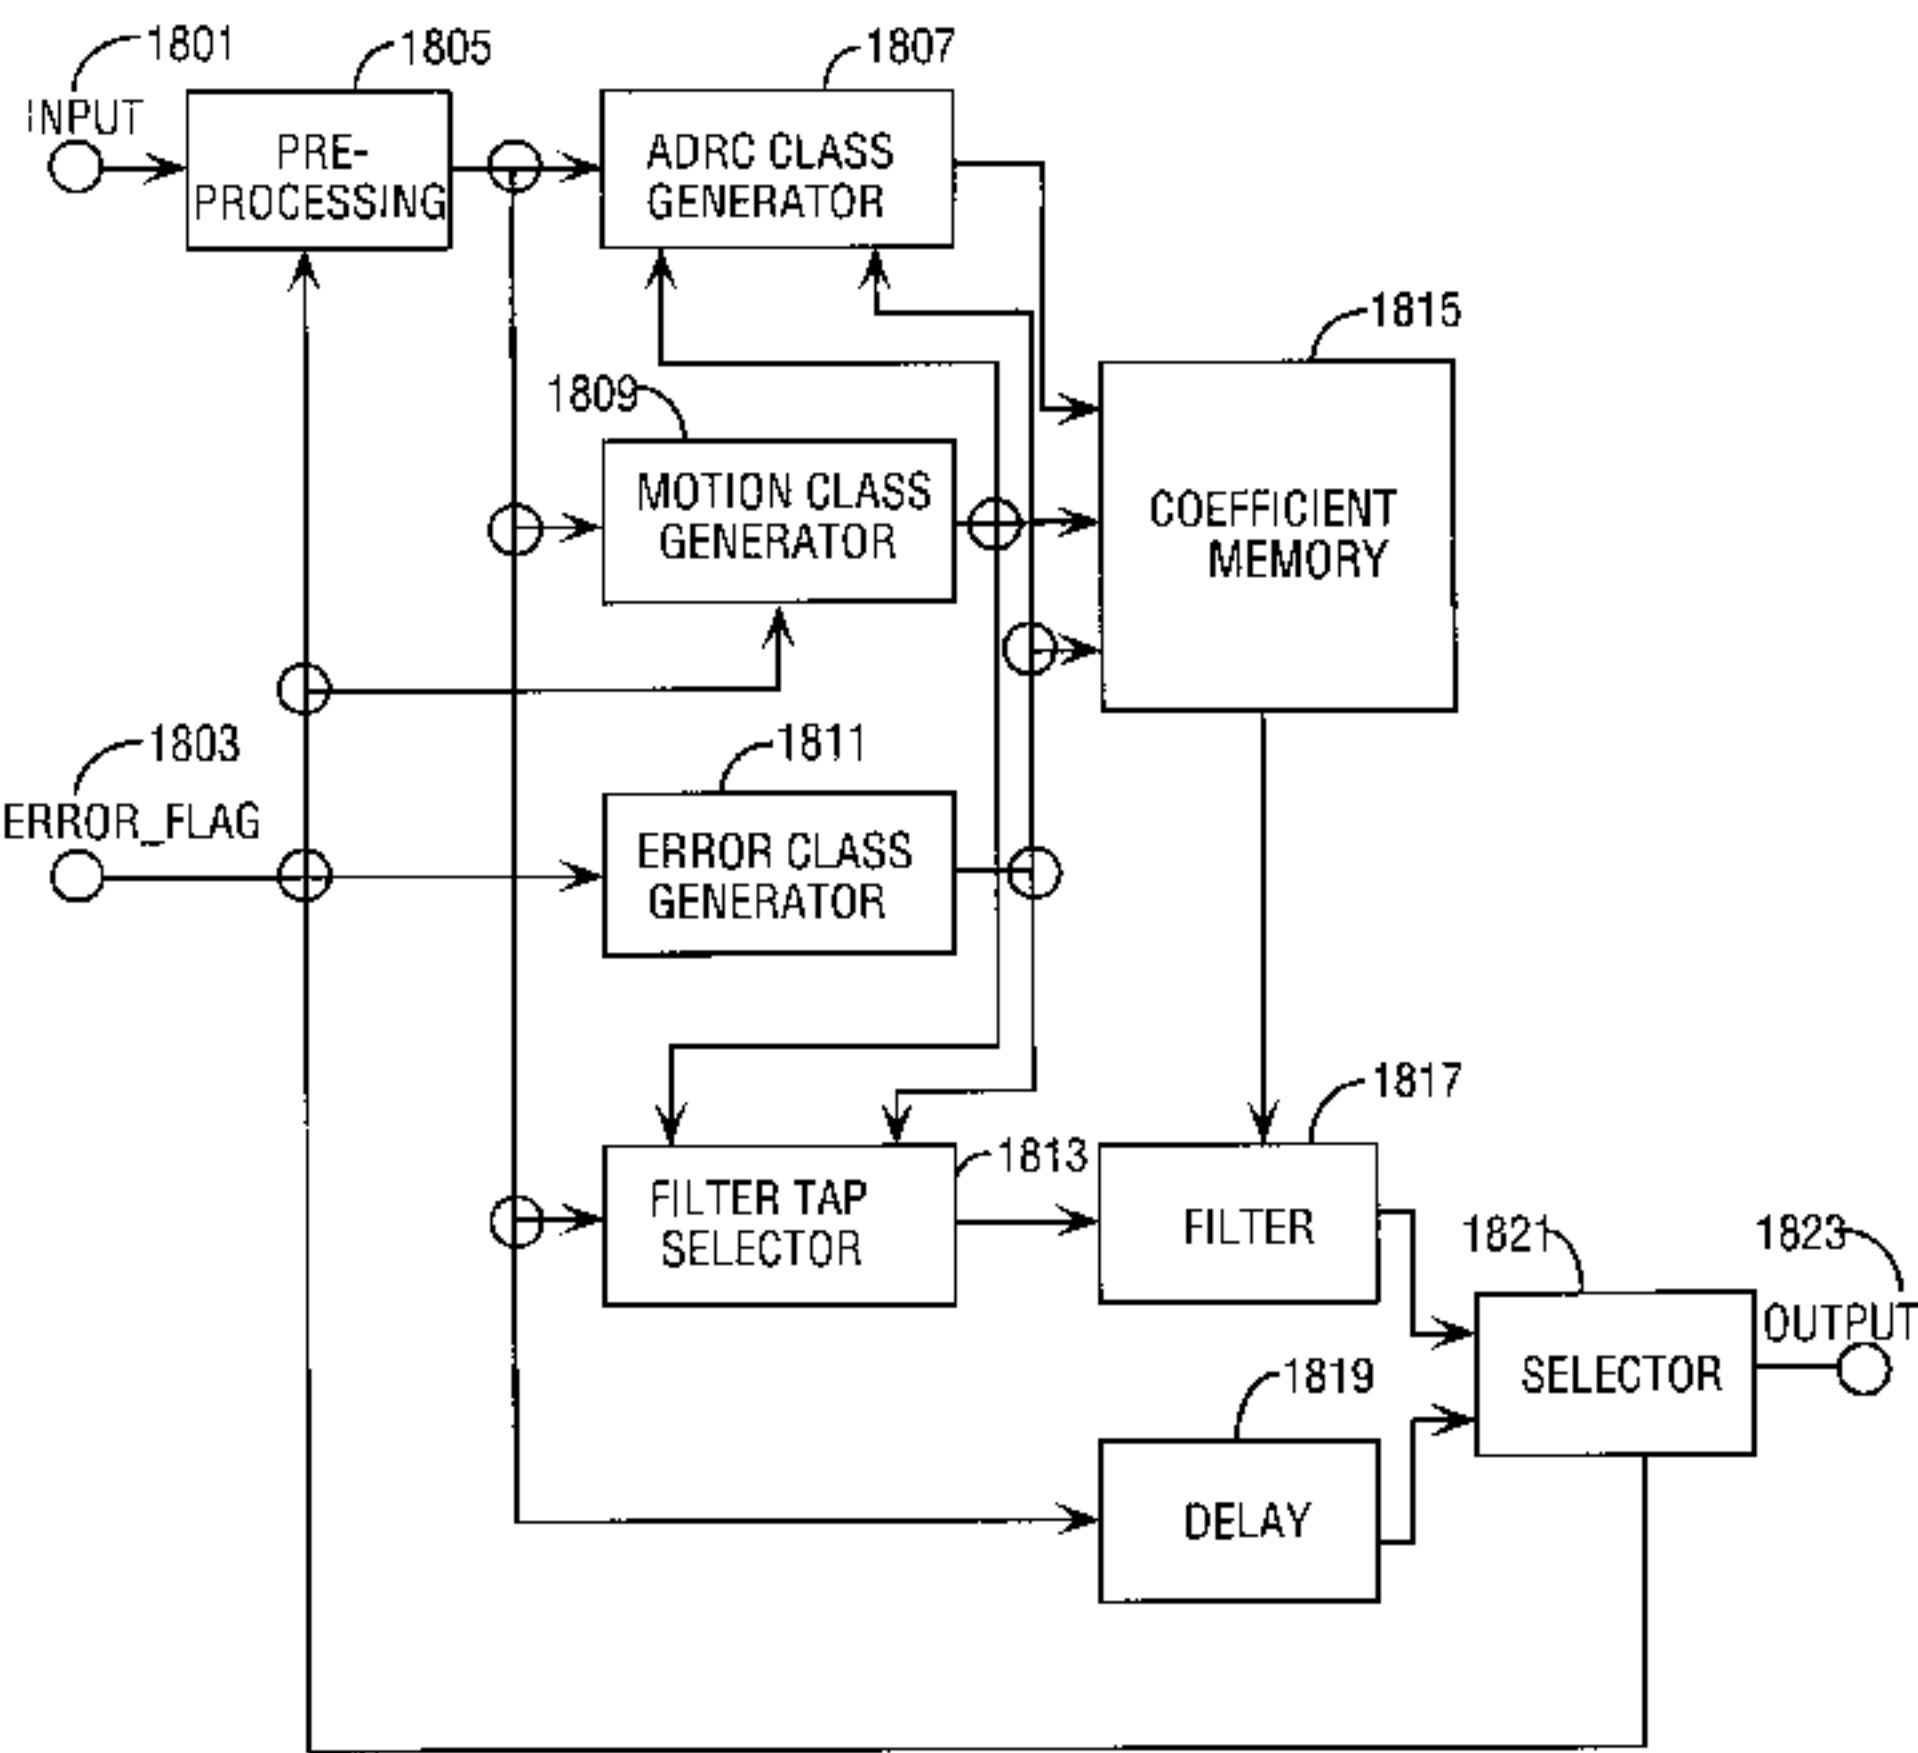 1801
1805
1807
INPUT
PRE-
PROCESSING
ADRC CLASS
GENERATOR
1815
1809
MOTION CLASS
GENERATOR
COEFFICIENT
MEMORY
1803
1811
ERROR_FLAG
ERROR CLASS
GENERATOR
1817
1813
FILTER TAP
SELECTOR
FILTER
1821
1823
OUTPUT
SELECTOR
1819
DELAY